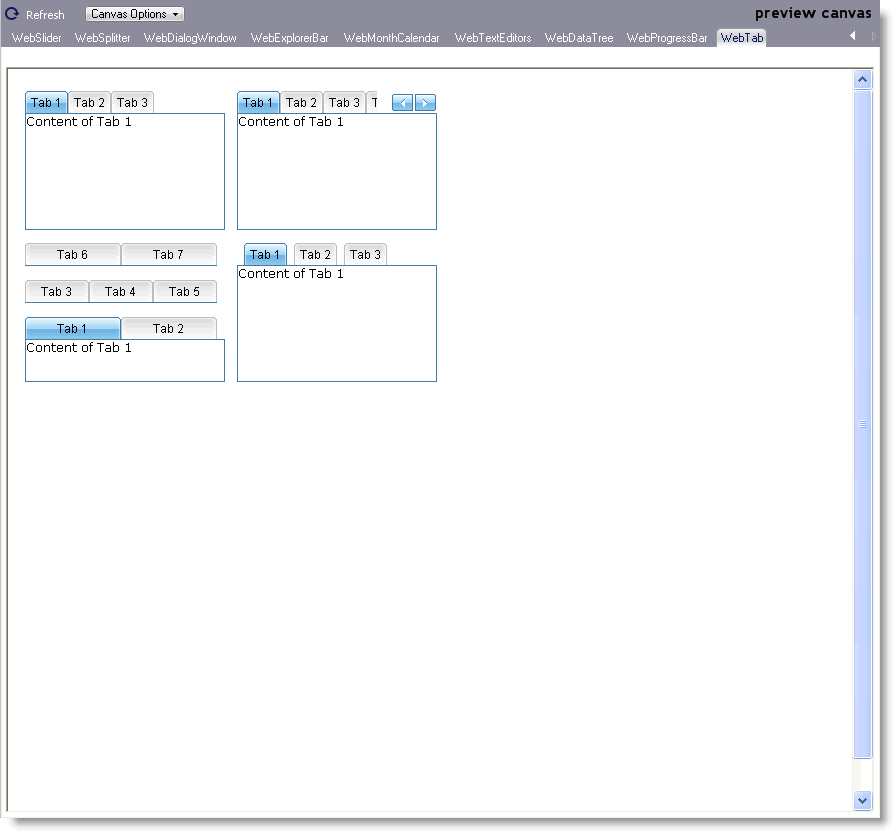 Refresh Canvas Options preview canvas
WebSlider WebSplitter WebDialogWindow WebExplorerBar WebMonthCalendar WebTextEditors WebDataTree WebProgressBar WebTab
Tab 1 Tab 2 Tab 3
Content of Tab 1
Tab 1 Tab 2 Tab 3 T
Content of Tab 1
Tab 6 Tab 7
Tab 3 Tab 4 Tab 5
Tab 1 Tab 2
Content of Tab 1
Tab 1 Tab 2 Tab 3
Content of Tab 1